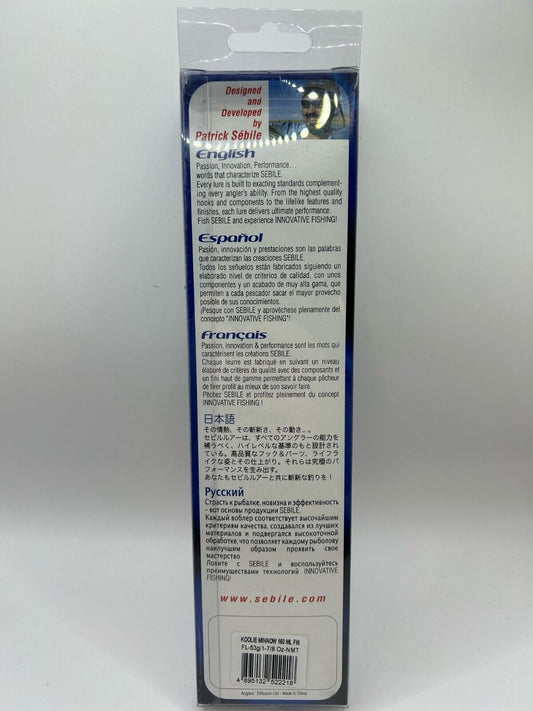 Designed
and
Developed
by
Patrick Sébile
English
Passion, Innovation, Performance…
words that characterize SEBILE.
Every lure is built to exacting standards complement-
ing every angler's ability. From the highest quality
hooks and components to the lifelike features and
finishes, each lure delivers ultimate performance.
Fish SEBILE and experience INNOVATIVE FISHING!
Español
Pasión, innovación y prestaciones son las palabras
que caracterizan las creaciones SEBILE.
Todos los señuelos están fabricados siguiendo un
elaborado nivel de criterios de calidad, con unos
componentes y un acabado de muy alta gama, que
permiten a cada pescador sacar el mayor provecho
posible de sus conocimientos.
¡Pesque con SEBILE y aprovéchese plenamente del
concepto "INNOVATIVE FISHING"!
Français
Passion, innovation & performance sont les mots qui
caractérisent les créations SEBILE.
Chaque leurre est fabriqué en suivant un niveau
élaboré de critères de qualité avec des composants et
un fini haut de gamme permettant à chaque pêcheur
de tirer profit au mieux de son savoir faire.
Pêchez SEBILE et profitez pleinement du concept
INNOVATIVE FISHING !
日本語
その情熱、その斬新さ、その動き…。
セビルルアーは、すべてのアングラーの能力を
補うべく、ハイレベルな基準のもと設計され
ている。高品質なフック＆パーツ、ライフラ
イクな姿とその仕上がり。それらは究極のパ
フォーマンスを生み出す。
あなたもセビルルアーと共に斬新な釣りを！
Русский
Страсть к рыбалке, новизна и эффективность
– вот основы продукции SEBILE.
Каждый воблер соответствует высочайшим
критериям качества, создавался из лучших
материалов и подвергался высокоточной
обработке, что позволяет каждому рыболову
наилучшим образом проявить свое
мастерство.
Ловите с SEBILE и воспользуйтесь
преимуществами технологий INNOVATIVE
FISHING!
www.sebile.com
KOOLIE MINNOW 160 ML FW
FL-53g/1-7/8 Oz-NMT
4 895132 522218
Anglers' Diffusion Ltd - Made in China